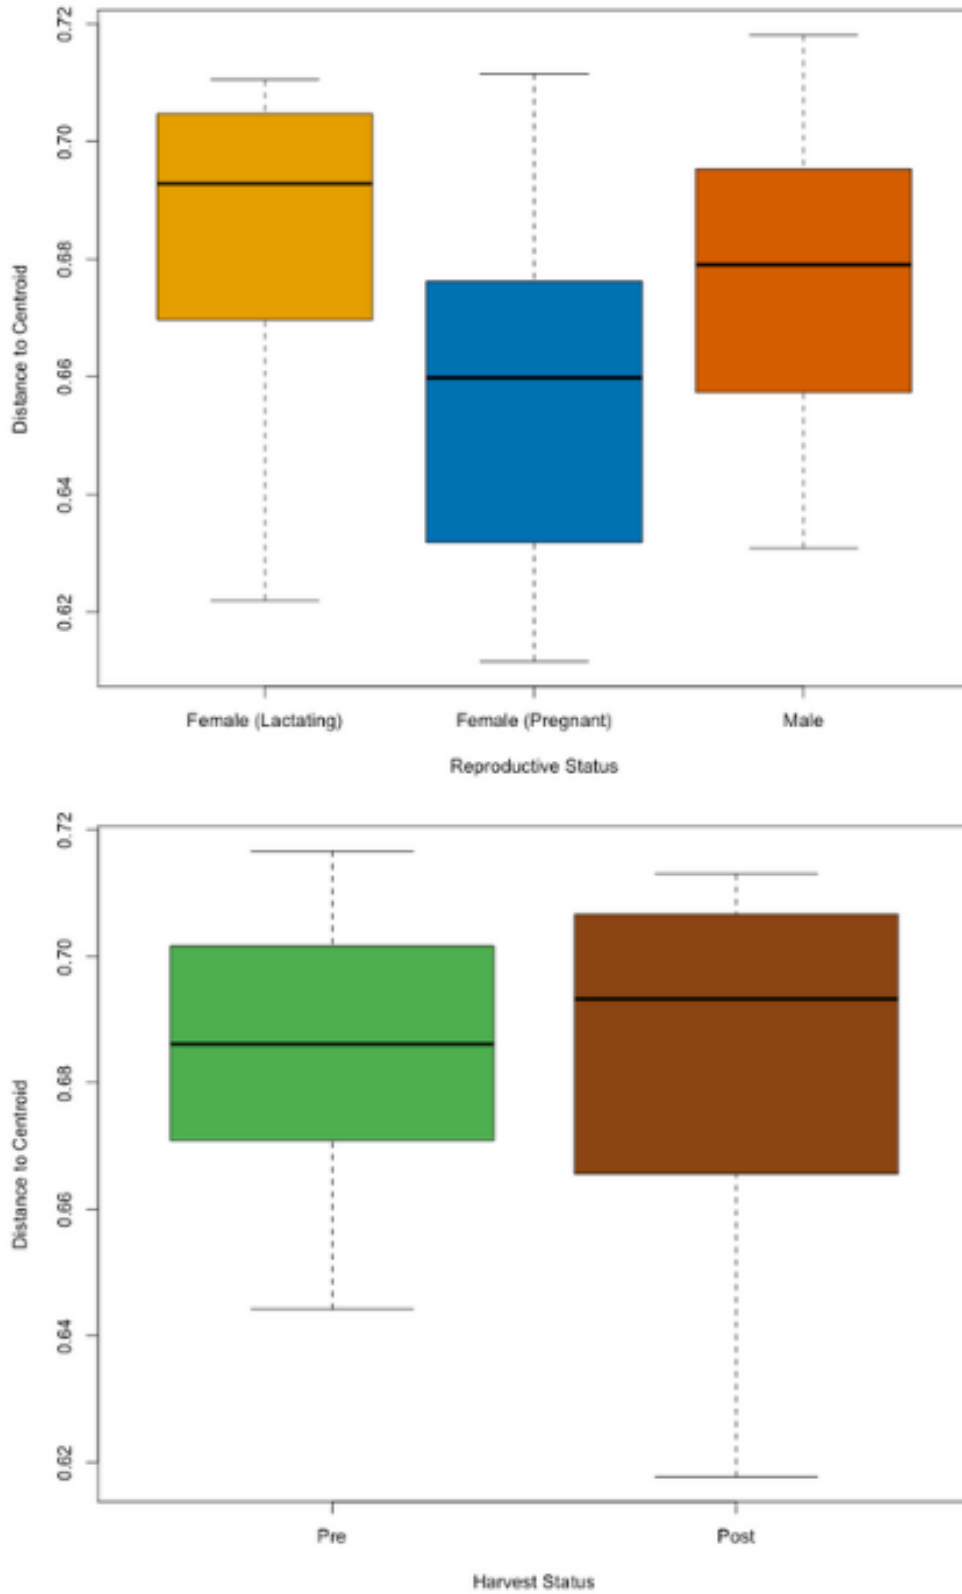 0.72
0.70
0.68
0.66
0.64
0.62
Distance to Centroid
Female (Lactating) Female (Pregnant) Male
Reproductive Status
0.72
0.70
0.68
0.66
0.64
0.62
Distance to Centroid
Pre Post
Harvest Status